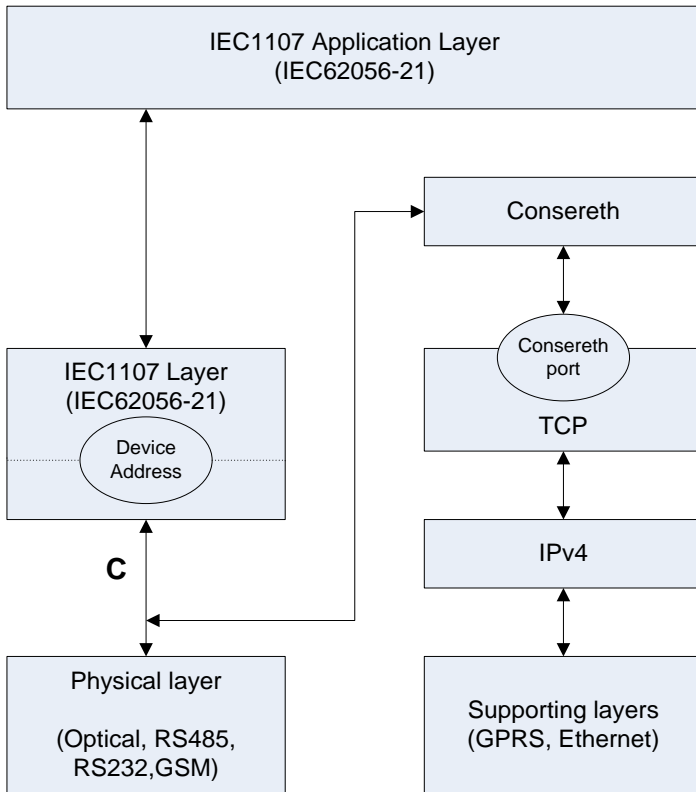 IEC1107 Application Layer
(IEC62056-21)
Consereth
Consereth
port
TCP
IEC1107 Layer
(IEC62056-21)
Device
Address
C
IPv4
Physical layer
(Optical, RS485,
RS232,GSM)
Supporting layers
(GPRS, Ethernet)